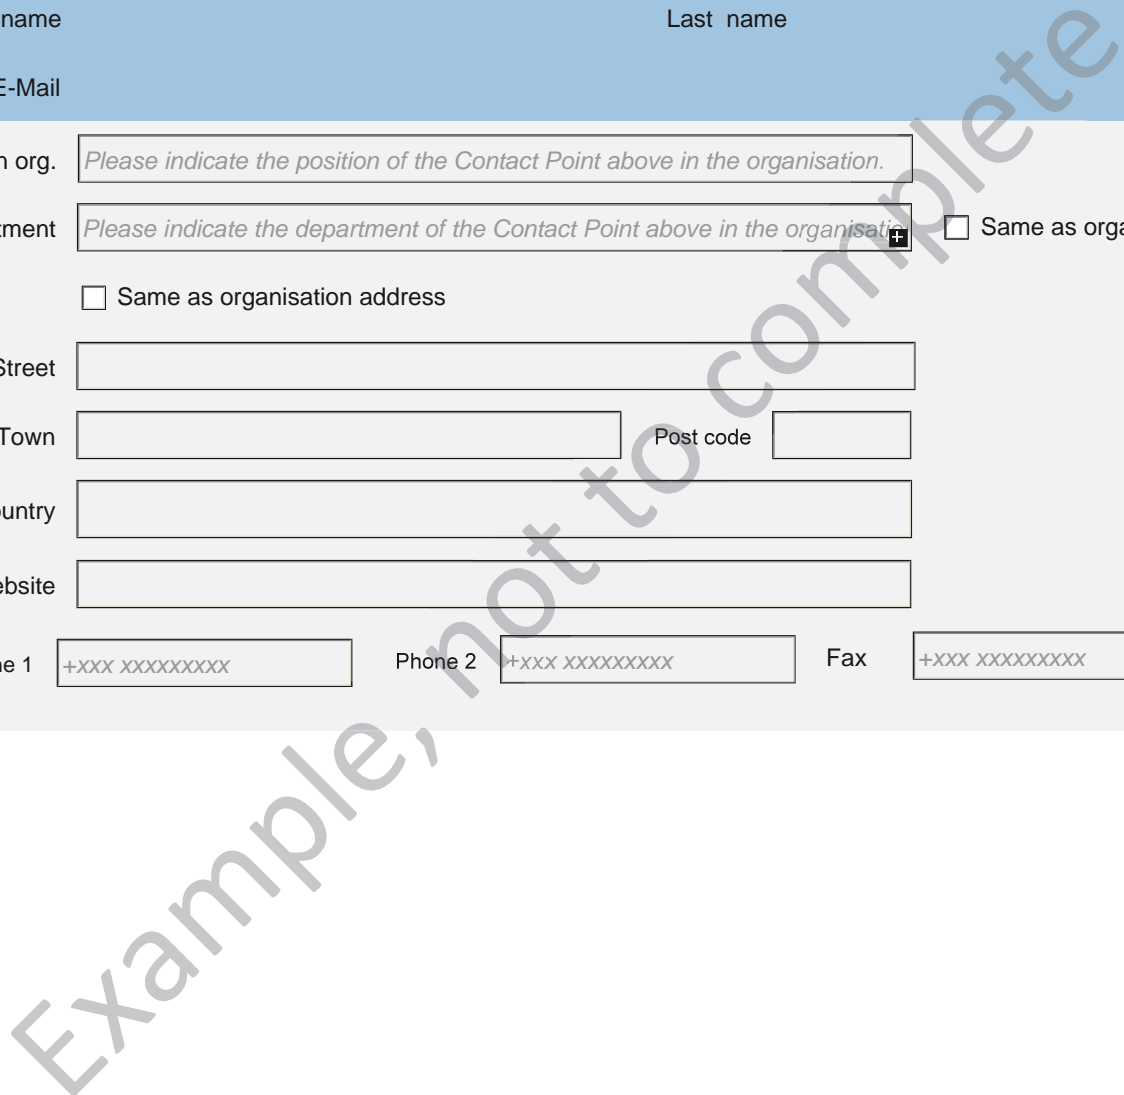 name Last name
E-Mail
n org. Please indicate the position of the Contact Point above in the organisation.
tment Please indicate the department of the Contact Point above in the organisatio Same as orga
Same as organisation address
Street
Town Post code
untry
ebsite
ne 1 +xxx xxxxxxxxx Phone 2 +xxx xxxxxxxxx Fax +xxx xxxxxxxxx
Example, not to complete